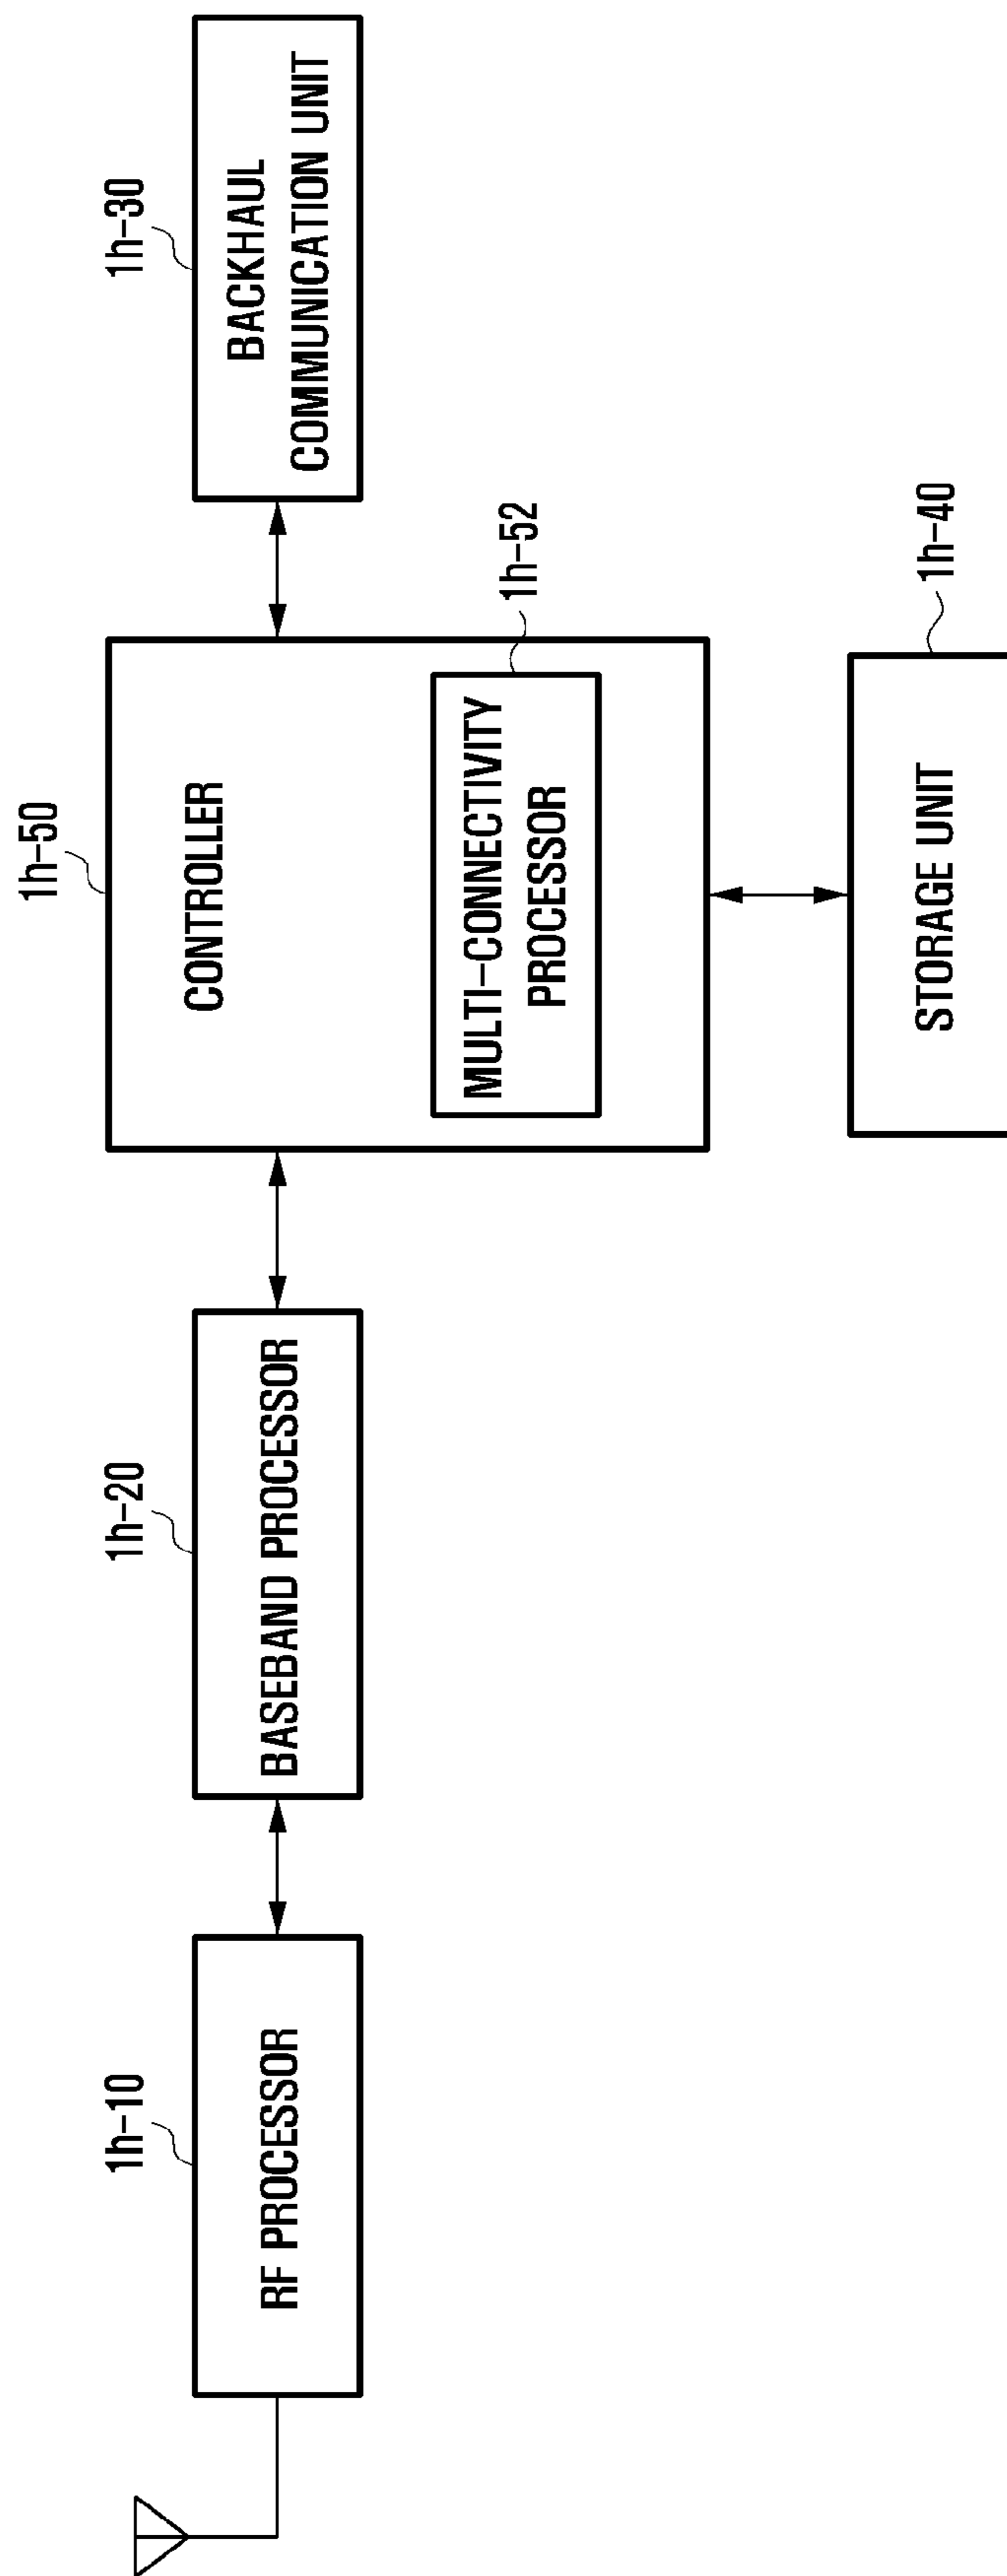 1h-50
1h-10
1h-20
1h-30
RF PROCESSOR
BASEBAND PROCESSOR
CONTROLLER
BACKHAUL
COMMUNICATION UNIT
MULTI-CONNECTIVITY
PROCESSOR
1h-52
STORAGE UNIT
1h-40